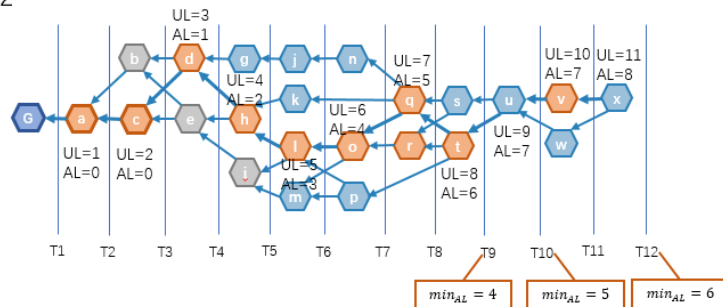 2
UL=3
AL=1
UL=10
AL=7
UL=11
AL=8
UL=7
AL=5
b
d
g
j
n
UL=4
AL=2
k
G
a
c
e
h
UL=6
AL=4
q
s
u
v
x
UL=1
AL=0
UL=2
AL=0
l
o
r
t
w
UL=9
AL=7
UL=5
AL=3
i
m
p
UL=8
AL=6
T1
T2
T3
T4
T5
T6
T7
T8
T9
T10
T11
T12
min_AL = 4
min_AL = 5
min_AL = 6